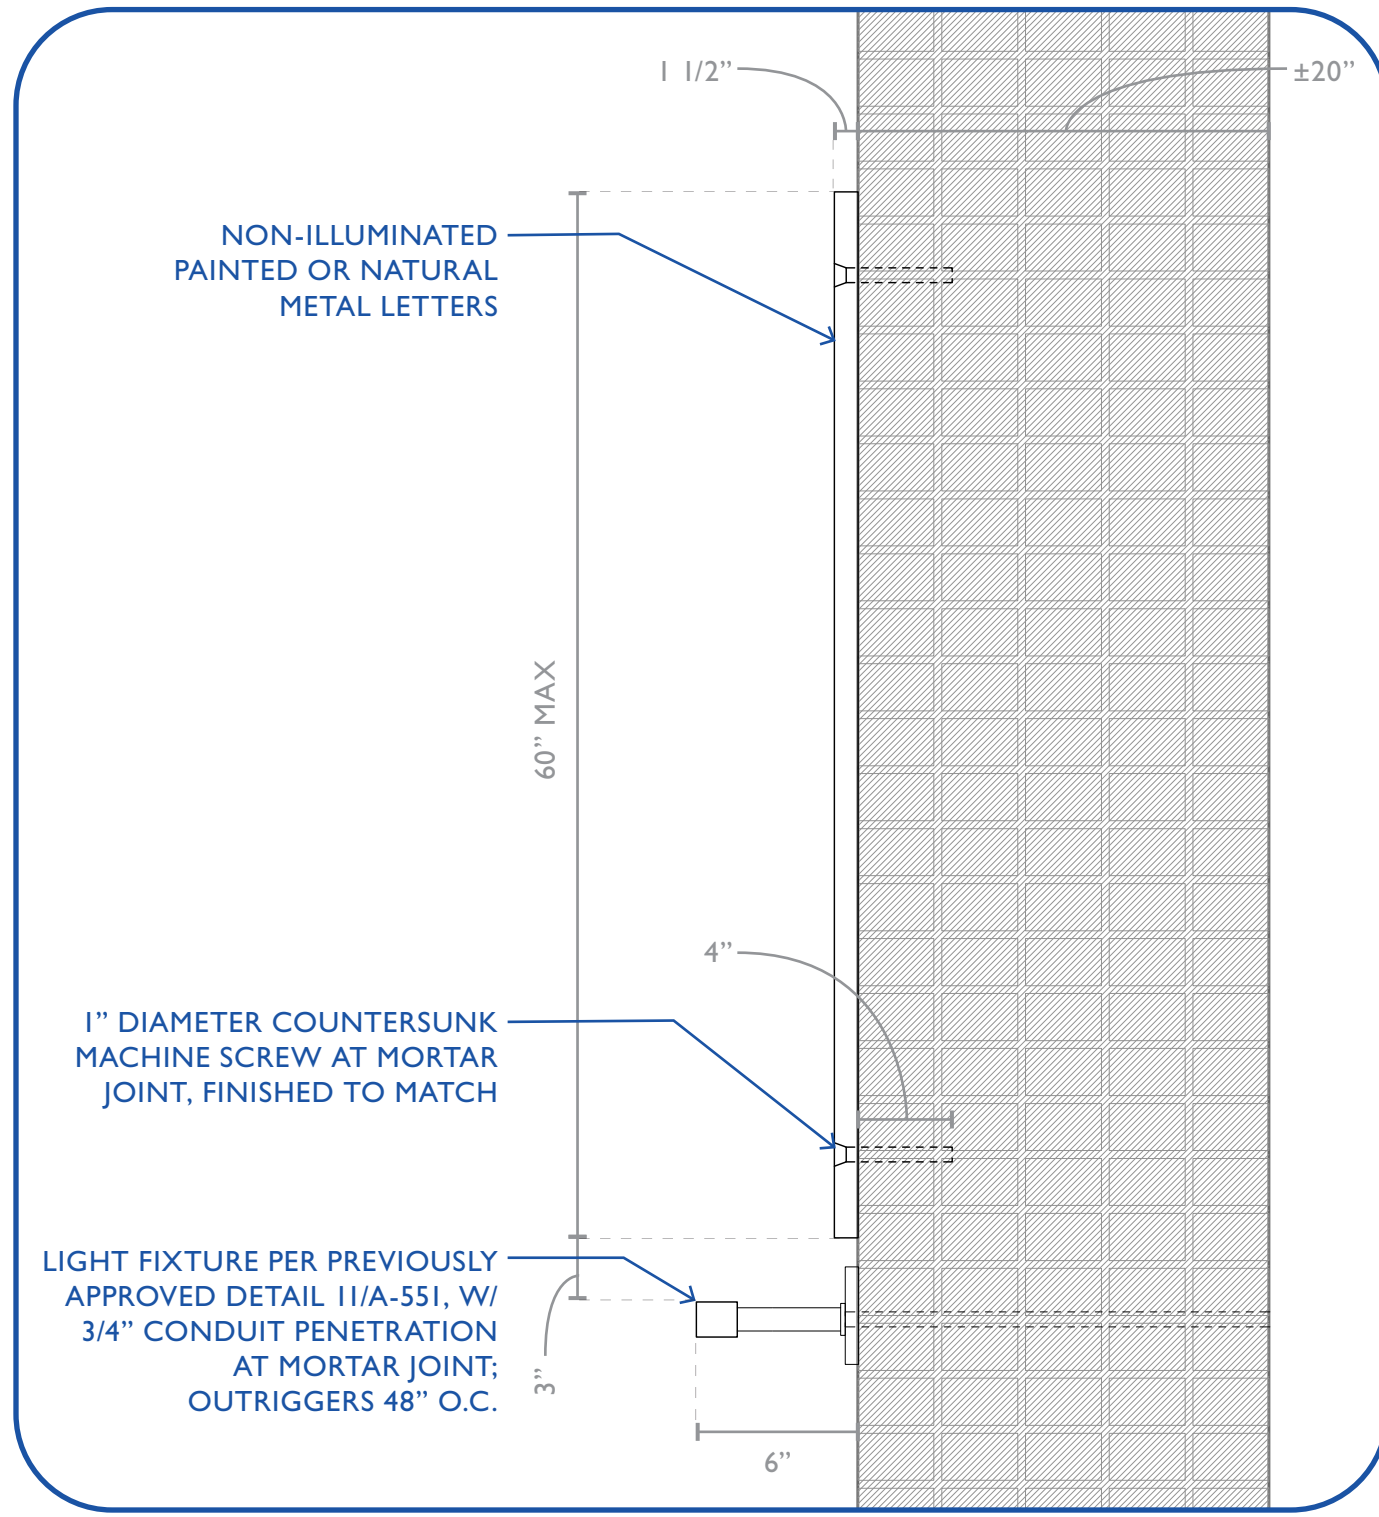 1 1/2”
±20”
NON-ILLUMINATED
PAINTED OR NATURAL
METAL LETTERS
60” MAX
4”
1” DIAMETER COUNTERSUNK
MACHINE SCREW AT MORTAR
JOINT, FINISHED TO MATCH
LIGHT FIXTURE PER PREVIOUSLY
APPROVED DETAIL 11/A-551, W/
3/4” CONDUIT PENETRATION
AT MORTAR JOINT;
OUTRIGGERS 48” O.C.
3”
6”